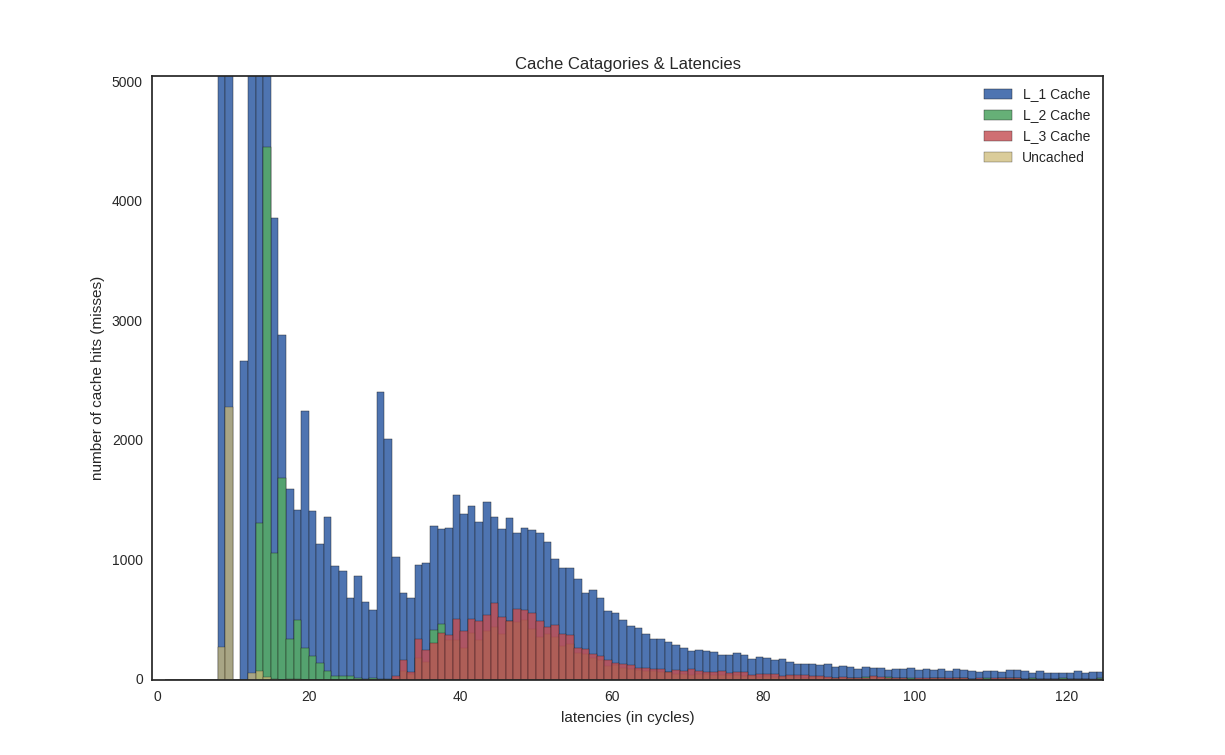 Cache Catagories & Latencies
5000
4000
3000
2000
1000
0
number of cache hits (misses)
L_1 Cache
L_2 Cache
L_3 Cache
Uncached
0 20 40 60 80 100 120
latencies (in cycles)